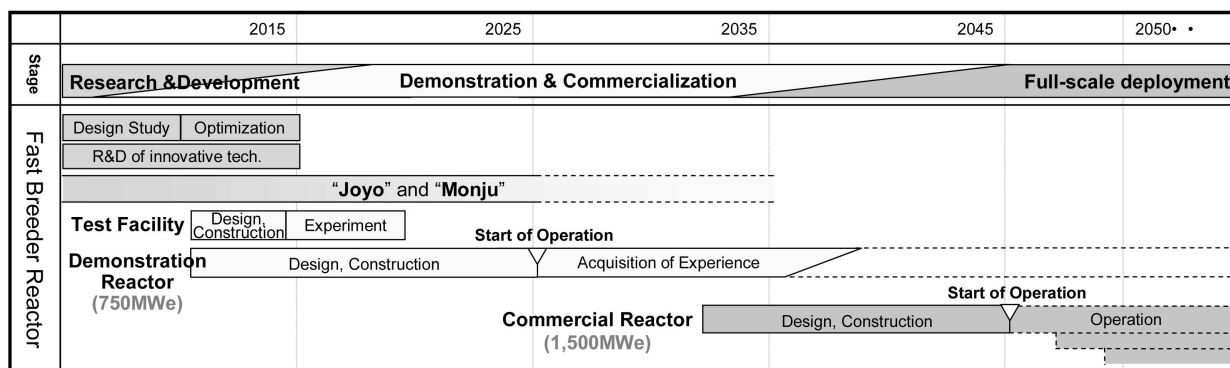 2015 2025 2035 2045 2050• •
Stage
Research &Development Demonstration & Commercialization Full-scale deployment
Fast Breeder Reactor
Design Study Optimization
R&D of innovative tech.
“Joyo” and “Monju”
Test Facility
Design,
Construction
Experiment
Start of Operation
Demonstration
Reactor
(750MWe)
Design, Construction
Acquisition of Experience
Start of Operation
Commercial Reactor
(1,500MWe)
Design, Construction
Operation